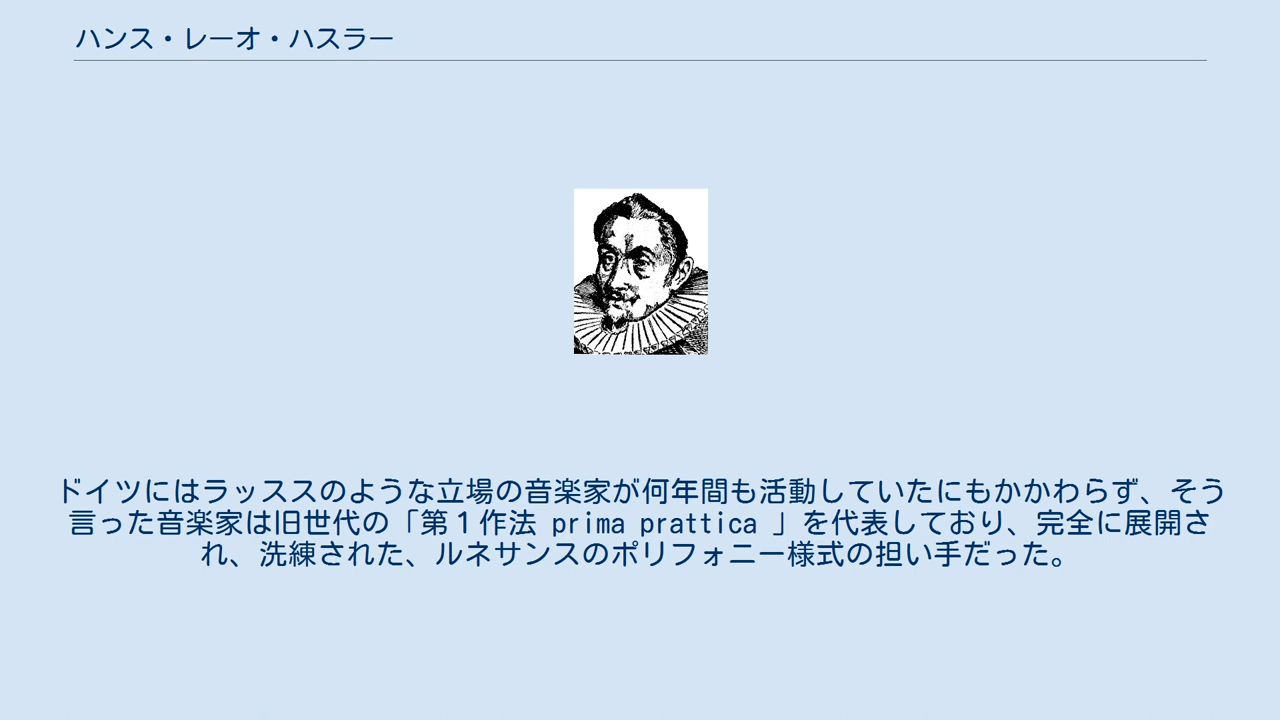 ハンス・レーオ・ハスラー
ドイツにはラッススのような立場の音楽家が何年間も活動していたにもかかわらず、そう
言った音楽家は旧世代の「第１作法 prima prattica 」を代表しており、完全に展開さ
れ、洗練された、ルネサンスのポリフォニー様式の担い手だった。